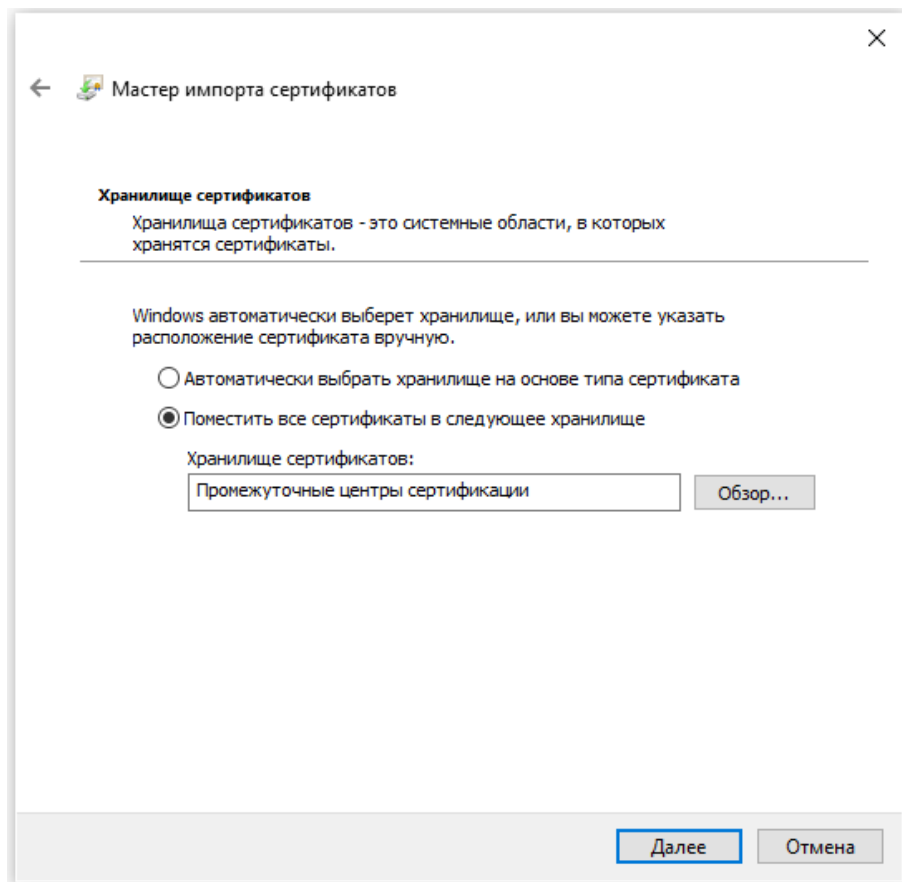 Мастер импорта сертификатов
Хранилище сертификатов
Хранилища сертификатов - это системные области, в которых
хранятся сертификаты.
Windows автоматически выберет хранилище, или вы можете указать
расположение сертификата вручную.
Автоматически выбрать хранилище на основе типа сертификата
Поместить все сертификаты в следующее хранилище
Хранилище сертификатов:
Промежуточные центры сертификации
Обзор...
Далее
Отмена